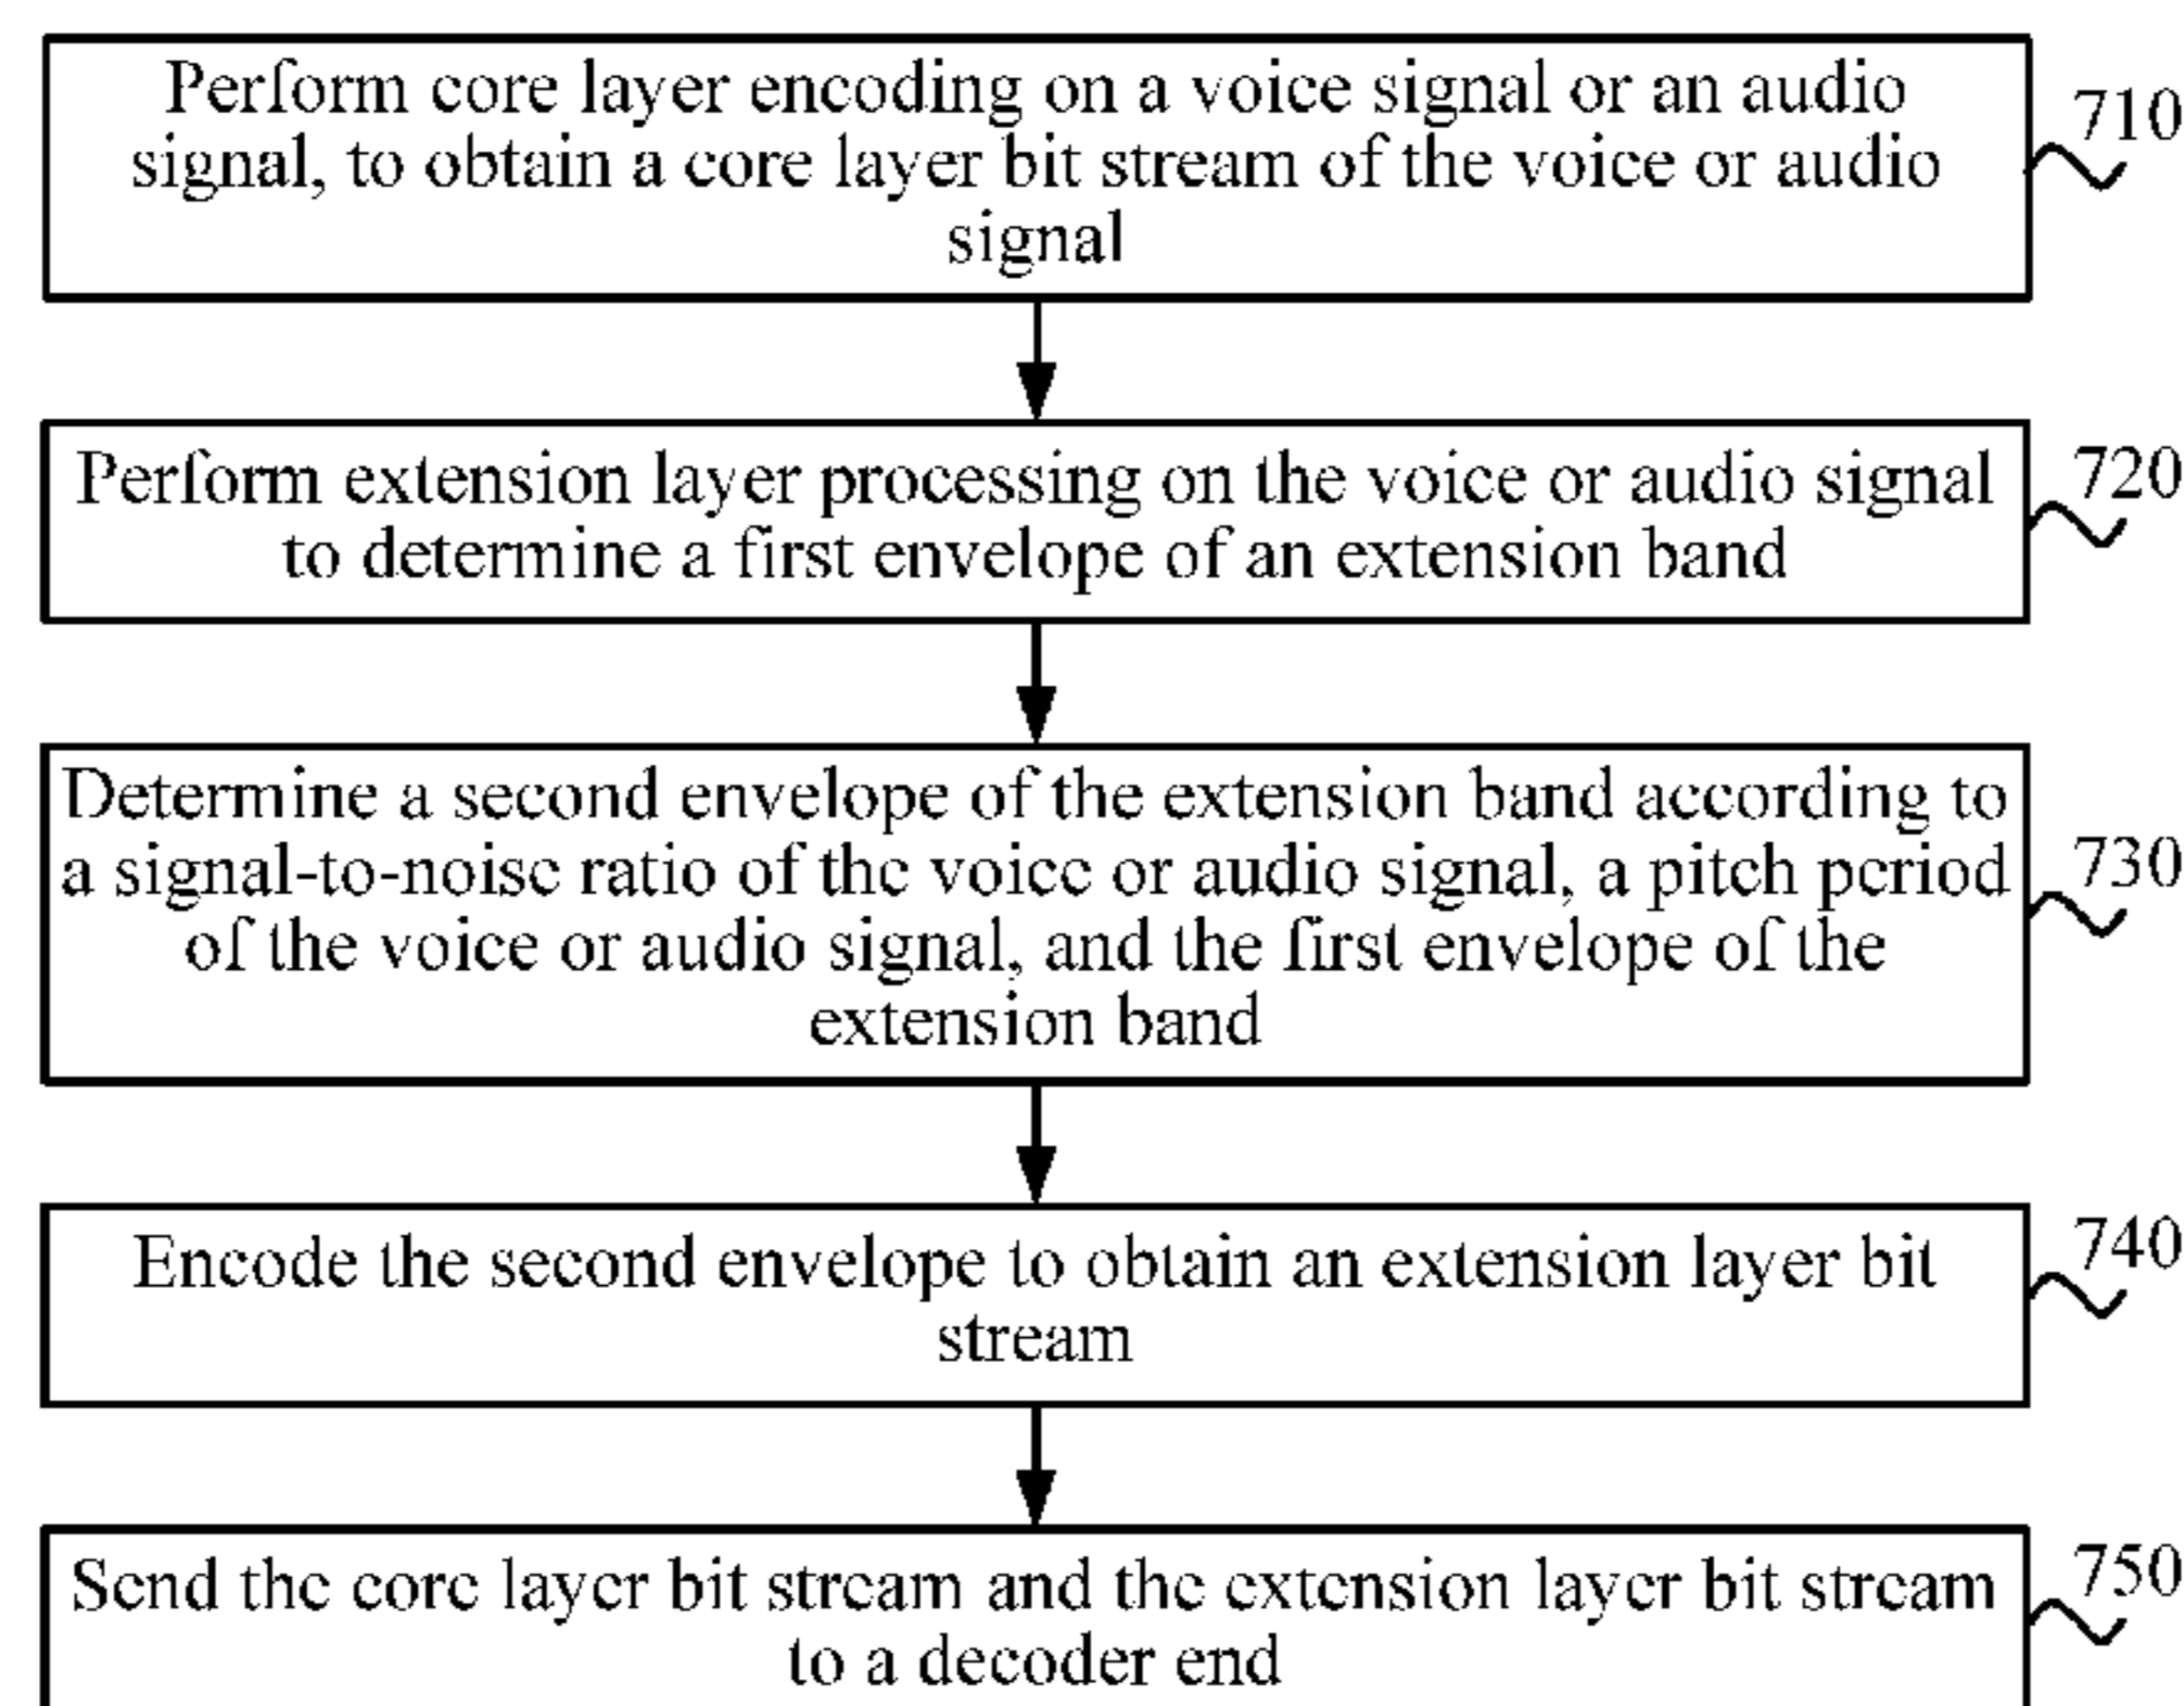 Perform core layer encoding on a voice signal or an audio
signal, to obtain a core layer bit stream of the voice or audio
signal
710
Perform extension layer processing on the voice or audio signal
to determine a first envelope of an extension band
720
Determine a second envelope of the extension band according to
a signal-to-noise ratio of the voice or audio signal, a pitch period
of the voice or audio signal, and the first envelope of the
extension band
730
Encode the second envelope to obtain an extension layer bit
stream
740
Send the core layer bit stream and the extension layer bit stream
to a decoder end
750